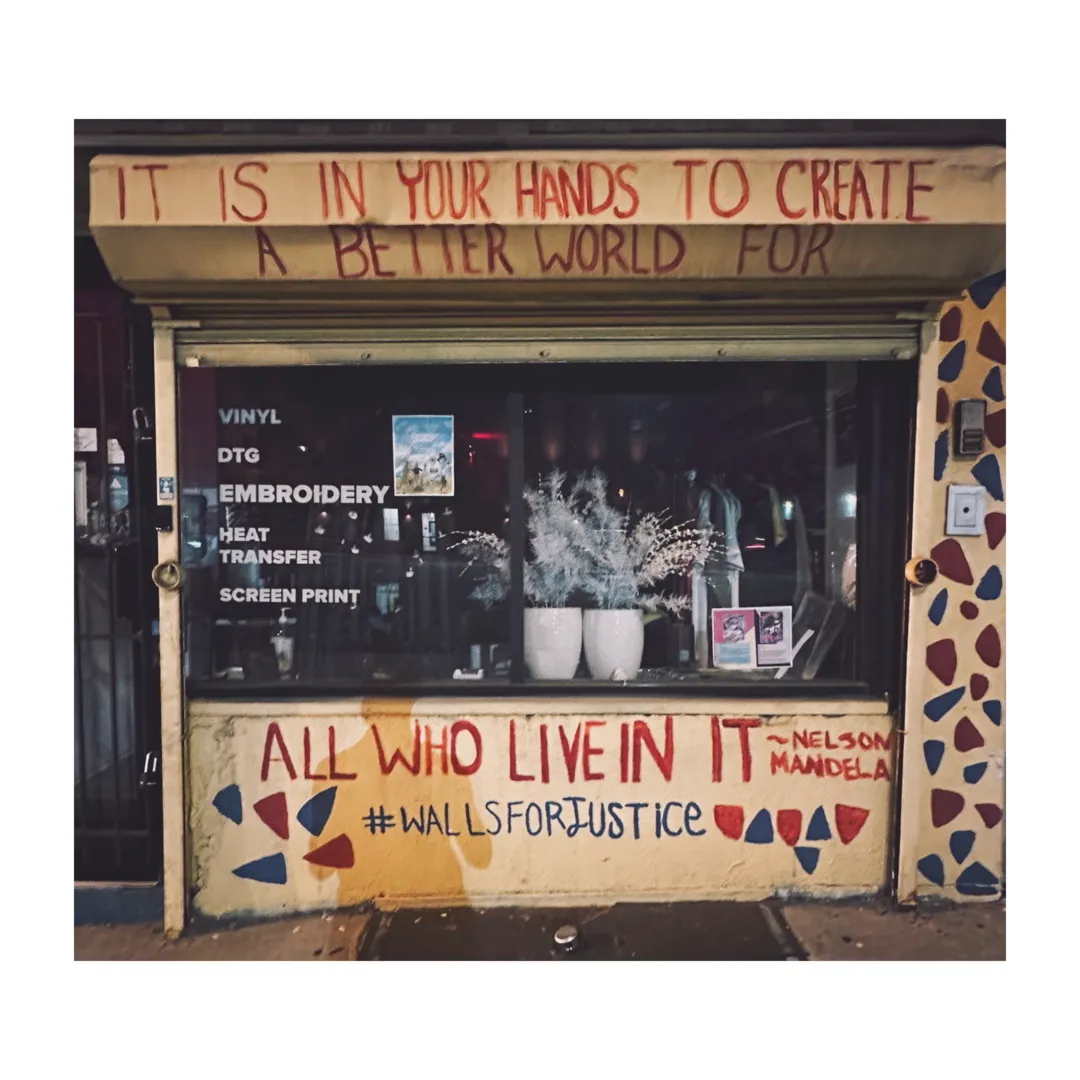 IT IS IN YOUR HANDS TO CREATE
A BETTER WORLD FOR
VINYL
DTG
EMBROIDERY
HEAT
TRANSFER
SCREEN PRINT
ALL WHO LIVE IN IT
~NELSON
MANDELA
#WALLSFORJUSTICE